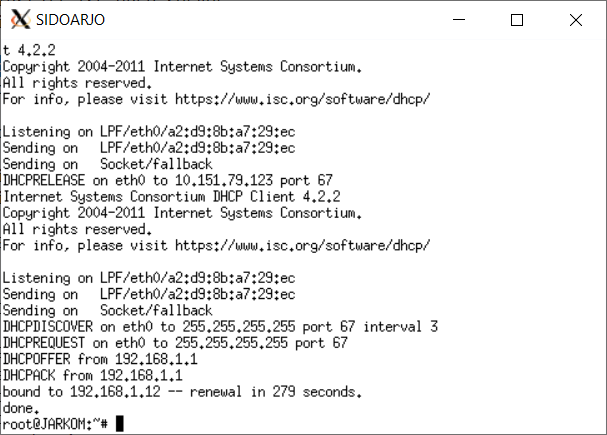 SIDOARJO
t 4.2.2
Copyright 2004-2011 Internet Systems Consortium.
All rights reserved.
For info, please visit https://www.isc.org/software/dhcp/
Listening on LPF/eth0/a2:d9:8b:a7:29:ec
Sending on   LPF/eth0/a2:d9:8b:a7:29:ec
Sending on   Socket/fallback
DHCPRELEASE on eth0 to 10.151.79.123 port 67
Internet Systems Consortium DHCP Client 4.2.2
Copyright 2004-2011 Internet Systems Consortium.
All rights reserved.
For info, please visit https://www.isc.org/software/dhcp/
Listening on LPF/eth0/a2:d9:8b:a7:29:ec
Sending on   LPF/eth0/a2:d9:8b:a7:29:ec
Sending on   Socket/fallback
DHCPDISCOVER on eth0 to 255.255.255.255 port 67 interval 3
DHCPREQUEST on eth0 to 255.255.255.255 port 67
DHCPOFFER from 192.168.1.1
DHCPACK from 192.168.1.1
bound to 192.168.1.12 -- renewal in 279 seconds.
done.
root@JARKOM:~#